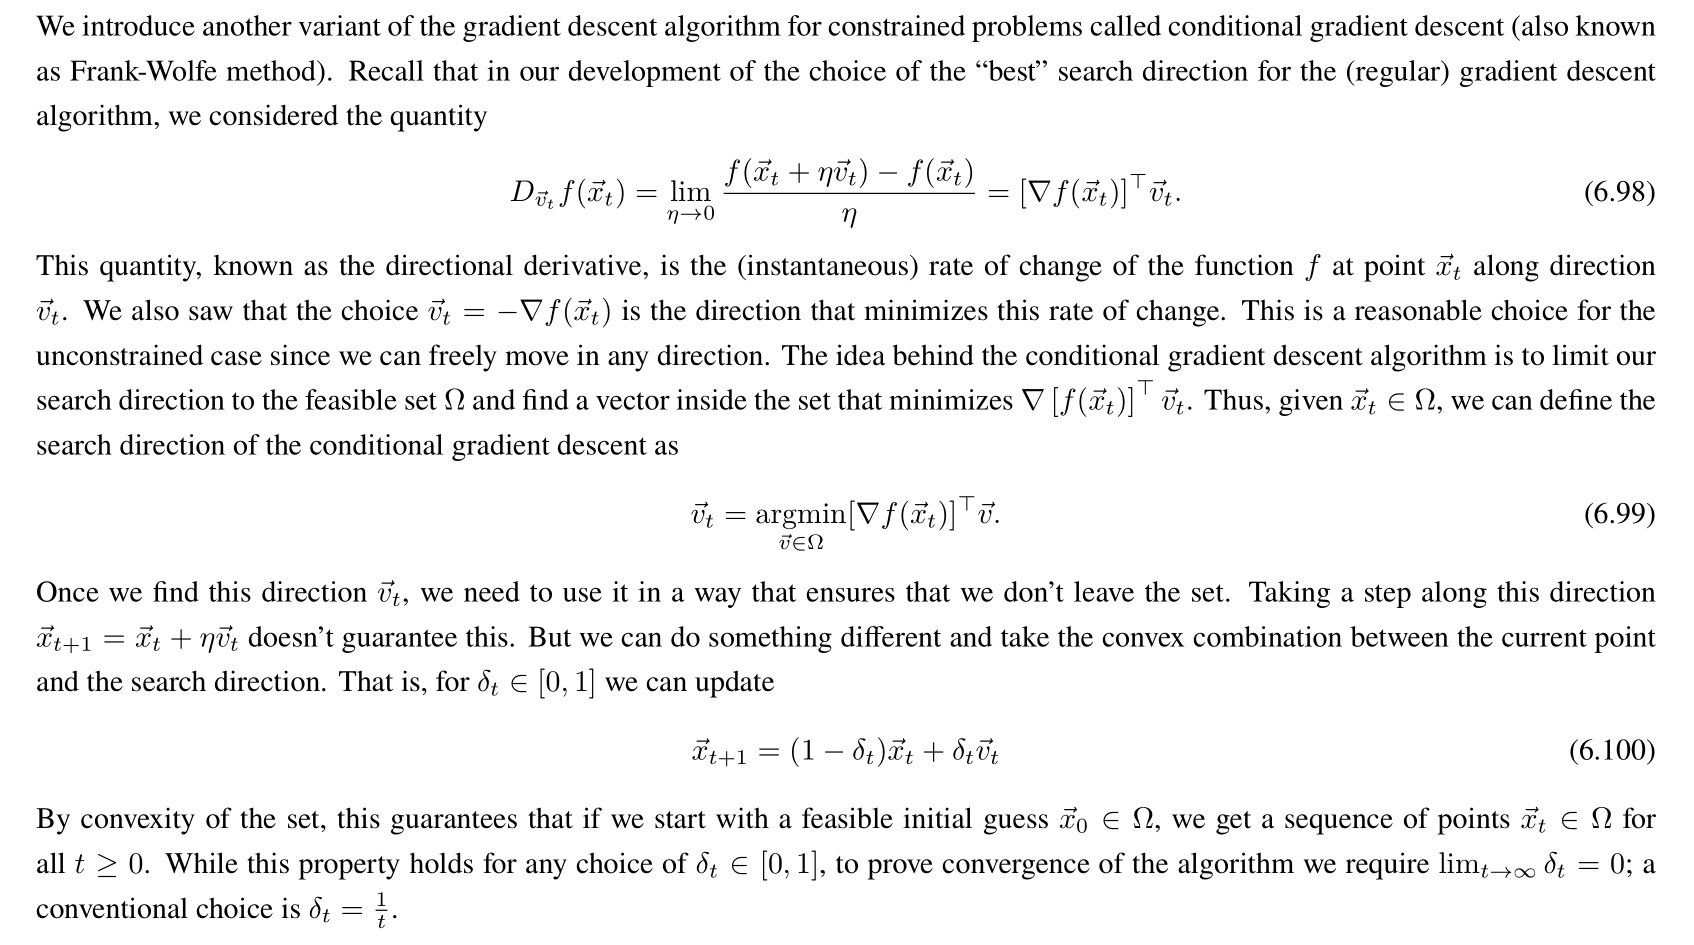 We introduce another variant of the gradient descent algorithm for constrained problems called conditional gradient descent (also known
as Frank-Wolfe method). Recall that in our development of the choice of the “best” search direction for the (regular) gradient descent
algorithm, we considered the quantity
$D_{\vec{v}_t} f(\vec{x}_t) = \lim_{\eta \to 0} \frac{f(\vec{x}_t + \eta \vec{v}_t) - f(\vec{x}_t)}{\eta} = [\nabla f(\vec{x}_t)]^\top \vec{v}_t.$ (6.98)
This quantity, known as the directional derivative, is the (instantaneous) rate of change of the function $f$ at point $\vec{x}_t$ along direction
$\vec{v}_t$. We also saw that the choice $\vec{v}_t = -\nabla f(\vec{x}_t)$ is the direction that minimizes this rate of change. This is a reasonable choice for the
unconstrained case since we can freely move in any direction. The idea behind the conditional gradient descent algorithm is to limit our
search direction to the feasible set $\Omega$ and find a vector inside the set that minimizes $\nabla [f(\vec{x}_t)]^\top \vec{v}_t$. Thus, given $\vec{x}_t \in \Omega$, we can define the
search direction of the conditional gradient descent as
$\vec{v}_t = \underset{\vec{v} \in \Omega}{\operatorname{argmin}} [\nabla f(\vec{x}_t)]^\top \vec{v}.$ (6.99)
Once we find this direction $\vec{v}_t$, we need to use it in a way that ensures that we don’t leave the set. Taking a step along this direction
$\vec{x}_{t+1} = \vec{x}_t + \eta \vec{v}_t$ doesn’t guarantee this. But we can do something different and take the convex combination between the current point
and the search direction. That is, for $\delta_t \in [0, 1]$ we can update
$\vec{x}_{t+1} = (1 - \delta_t)\vec{x}_t + \delta_t \vec{v}_t$ (6.100)
By convexity of the set, this guarantees that if we start with a feasible initial guess $\vec{x}_0 \in \Omega$, we get a sequence of points $\vec{x}_t \in \Omega$ for
all $t \geq 0$. While this property holds for any choice of $\delta_t \in [0, 1]$, to prove convergence of the algorithm we require $\lim_{t \to \infty} \delta_t = 0$; a
conventional choice is $\delta_t = \frac{1}{t}$.